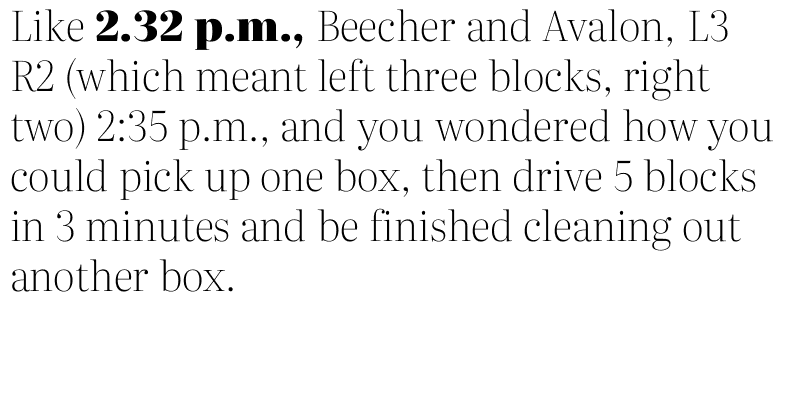 Like 2.32 p.m., Beecher and Avalon, L3
R2 (which meant left three blocks, right
two) 2:35 p.m., and you wondered how you
could pick up one box, then drive 5 blocks
in 3 minutes and be finished cleaning out
another box.